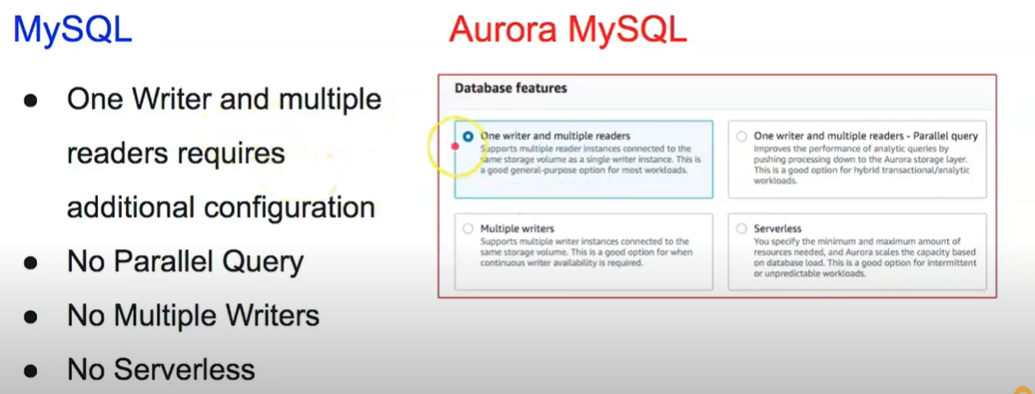 MySQL
One Writer and multiple
readers requires
additional configuration
No Parallel Query
No Multiple Writers
No Serverless
Aurora MySQL
Database features
One writer and multiple readers
Supports multiple reader instances connected to the
same storage volume as a single writer instance. This is
a good general-purpose option for most workloads.
One writer and multiple readers - Parallel query
Improves the performance of analytic queries by
pushing processing down to the Aurora storage layer.
This is a good option for hybrid transactional/analytic
workloads.
Multiple writers
Supports multiple writer instances connected to the
same storage volume. This is a good option for when
continuous writer availability is required.
Serverless
You specify the minimum and maximum amount of
resources needed, and Aurora scales the capacity based
on database load. This is a good option for intermittent
or unpredictable workloads.